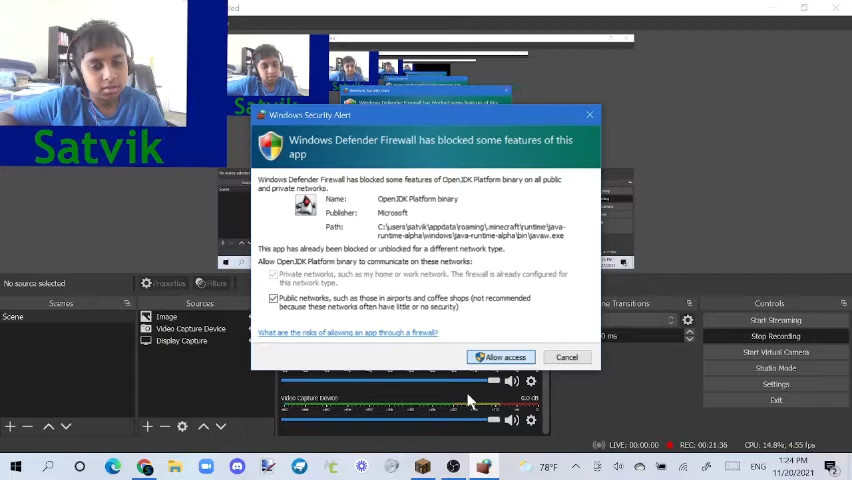 Satvik
Windows Security Alert
Windows Defender Firewall has blocked some features of this
app
Windows Defender Firewall has blocked some features of OpenJDK Platform binary on all public
and private networks.
Name: OpenJDK Platform binary
Publisher: Microsoft
Path: C:\users\satvik\appdata\roaming\.minecraft\runtime\java-
runtime-alpha\windows\java-runtime-alpha\bin\javaw.exe
This app has already been blocked or unblocked for a different network type.
Allow OpenJDK Platform binary to communicate on these networks:
Private networks, such as my home or work network. The firewall is already configured for
this network type.
Public networks, such as those in airports and coffee shops (not recommended
because these networks often have little or no security)
What are the risks of allowing an app through a firewall?
Allow access Cancel
No source selected Properties Filters
Scenes
Scene
Sources
Image
Video Capture Device
Display Capture
Video Capture Device 0.0 dB
ne Transitions
0 ms
Controls
Start Streaming
Stop Recording
Start Virtual Camera
Studio Mode
Settings
Exit
LIVE: 00:00:00 REC: 00:21:36 CPU: 14.8%, 4.55 fps
78°F ENG 1:24 PM
11/20/2021